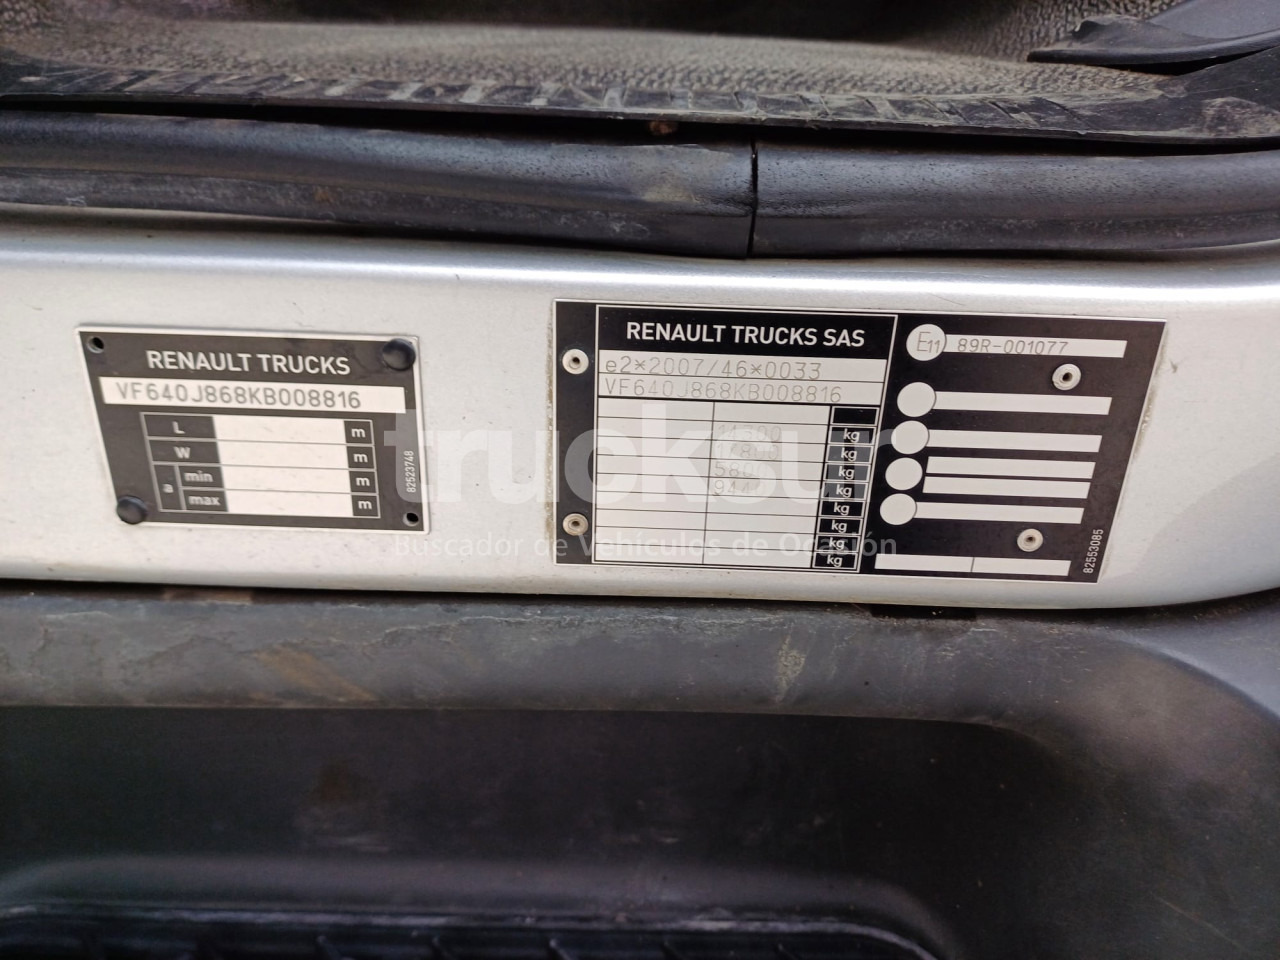 RENAULT TRUCKS
VF640J868KB008816
L m
W m
a min m
max m
82523748
RENAULT TRUCKS SAS
e2*2007/46*0033
VF640J868KB008816
kg
kg
kg
kg
kg
kg
kg
kg
E11 89R-001077
82553085
Buscador de Vehículos de Ocasión